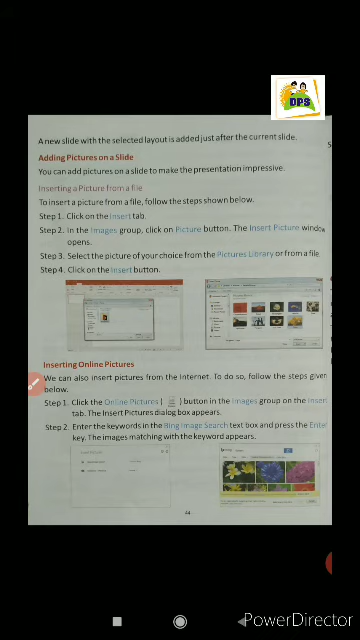 DPS
A new slide with the selected layout is added just after the current slide.
Adding Pictures on a Slide
You can add pictures on a slide to make the presentation impressive.
Inserting a Picture from a file
To insert a picture from a file, follow the steps shown below.
Step 1. Click on the Insert tab.
Step 2. In the Images group, click on Picture button. The Insert Picture window
opens.
Step 3. Select the picture of your choice from the Pictures Library or from a file
Step 4. Click on the Insert button.
Inserting Online Pictures
We can also insert pictures from the Internet. To do so, follow the steps given
below.
Step 1. Click the Online Pictures ( ) button in the Images group on the Insert
tab. The Insert Pictures dialog box appears.
Step 2. Enter the keywords in the Bing Image Search text box and press the Enter
key. The images matching with the keyword appears.
44
PowerDirector